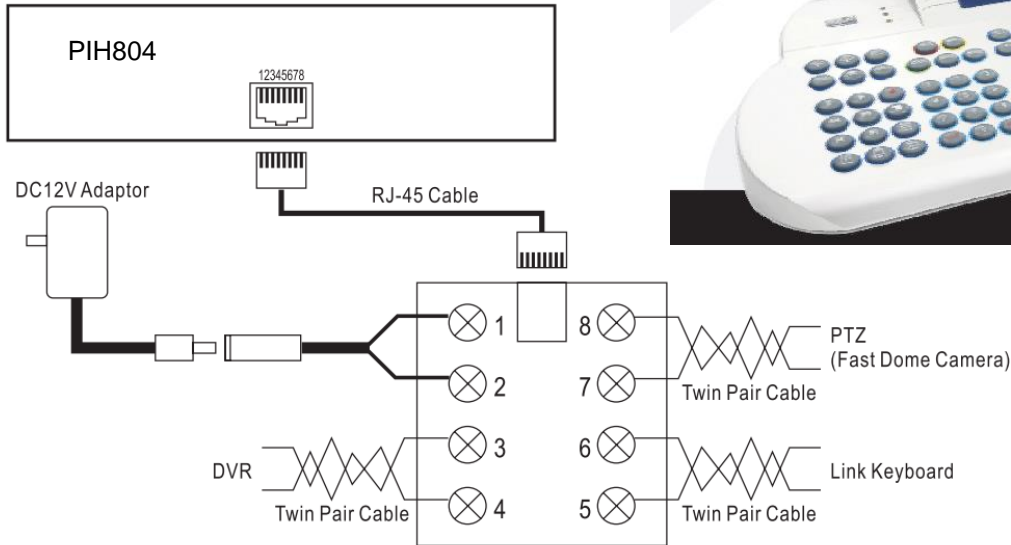 PIH804
12345678
DC12V Adaptor
RJ-45 Cable
1
8
PTZ
(Fast Dome Camera)
2
7
Twin Pair Cable
3
6
DVR
Link Keyboard
4
5
Twin Pair Cable
Twin Pair Cable